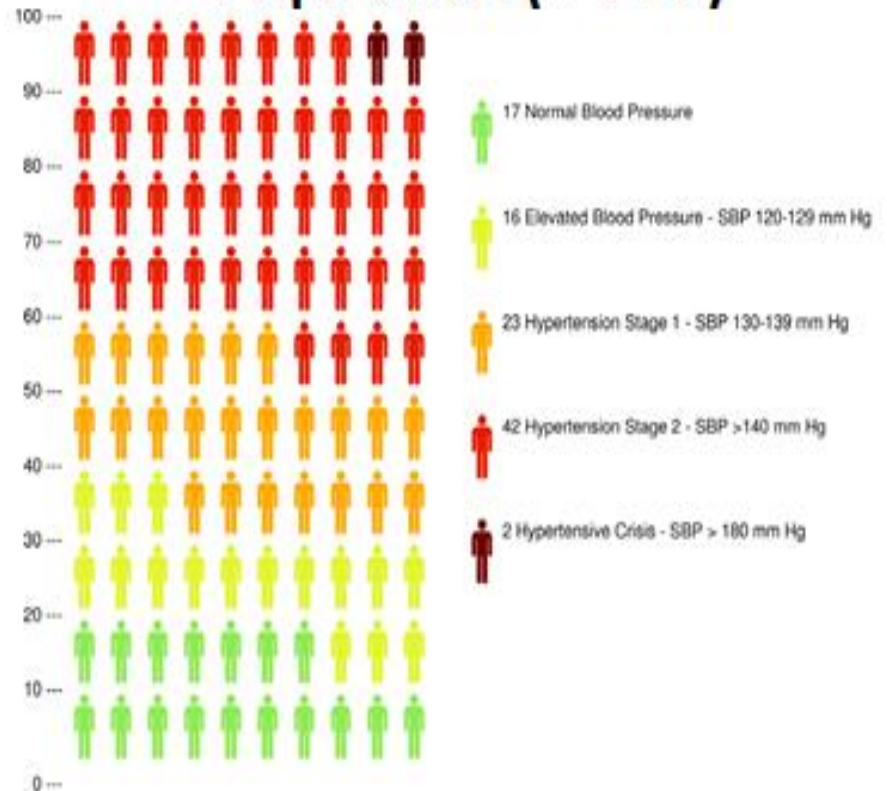 100 ---
90 ---
80 ---
70 ---
60 ---
50 ---
40 ---
30 ---
20 ---
10 ---
0 ---
17 Normal Blood Pressure
16 Elevated Blood Pressure - SBP 120-129 mm Hg
23 Hypertension Stage 1 - SBP 130-139 mm Hg
42 Hypertension Stage 2 - SBP >140 mm Hg
2 Hypertensive Crisis - SBP > 180 mm Hg